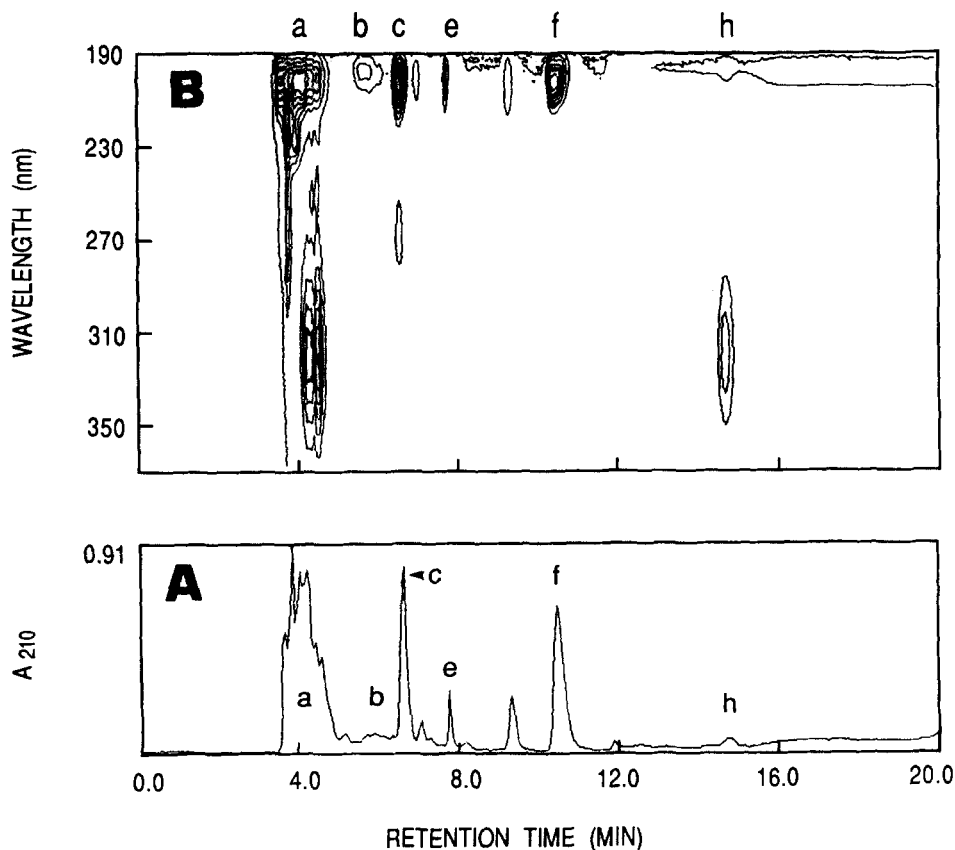 a b c e f h
190
B
230
270
310
350
WAVELENGTH (nm)
0.91
A
c
f
e
a
b
h
A 210
0.0 4.0 8.0 12.0 16.0 20.0
RETENTION TIME (MIN)